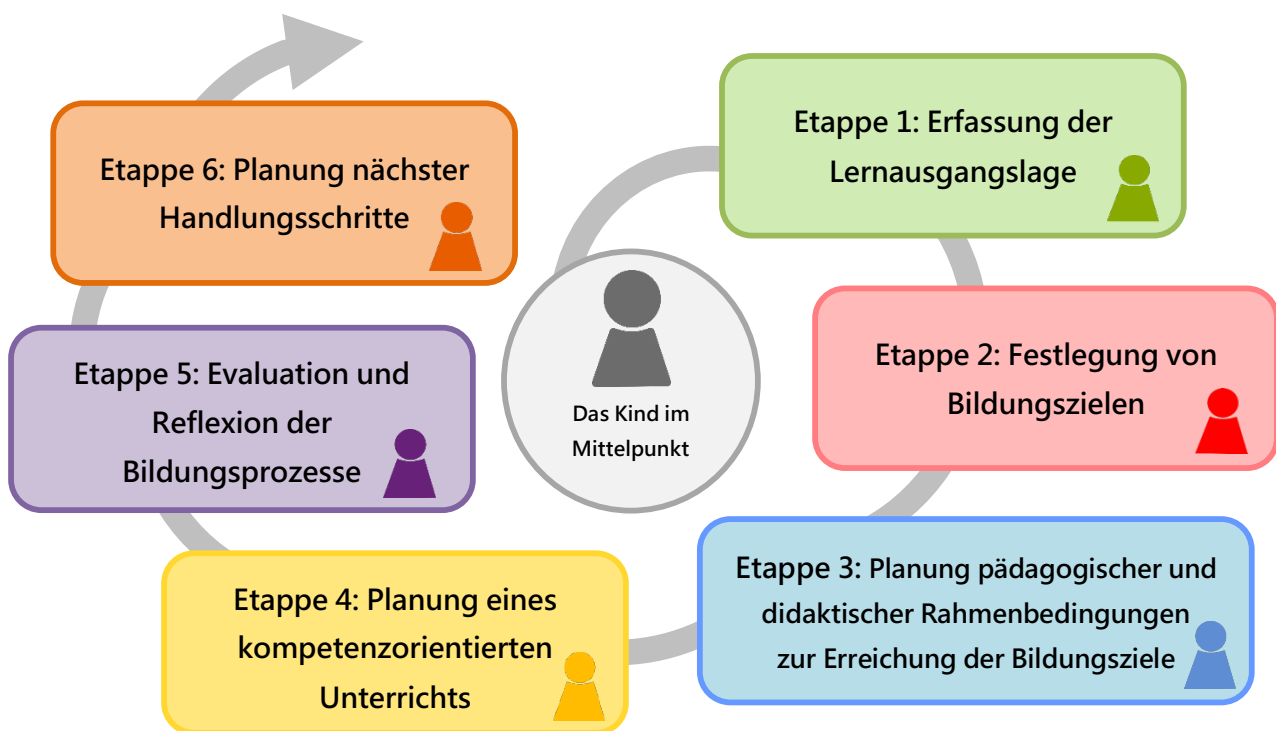 Etappe 1: Erfassung der
Lernausgangslage
Etappe 2: Festlegung von
Bildungszielen
Etappe 3: Planung pädagogischer und
didaktischer Rahmenbedingungen
zur Erreichung der Bildungsziele
Etappe 4: Planung eines
kompetenzorientierten
Unterrichts
Etappe 5: Evaluation und
Reflexion der
Bildungsprozesse
Etappe 6: Planung nächster
Handlungsschritte
Das Kind im
Mittelpunkt